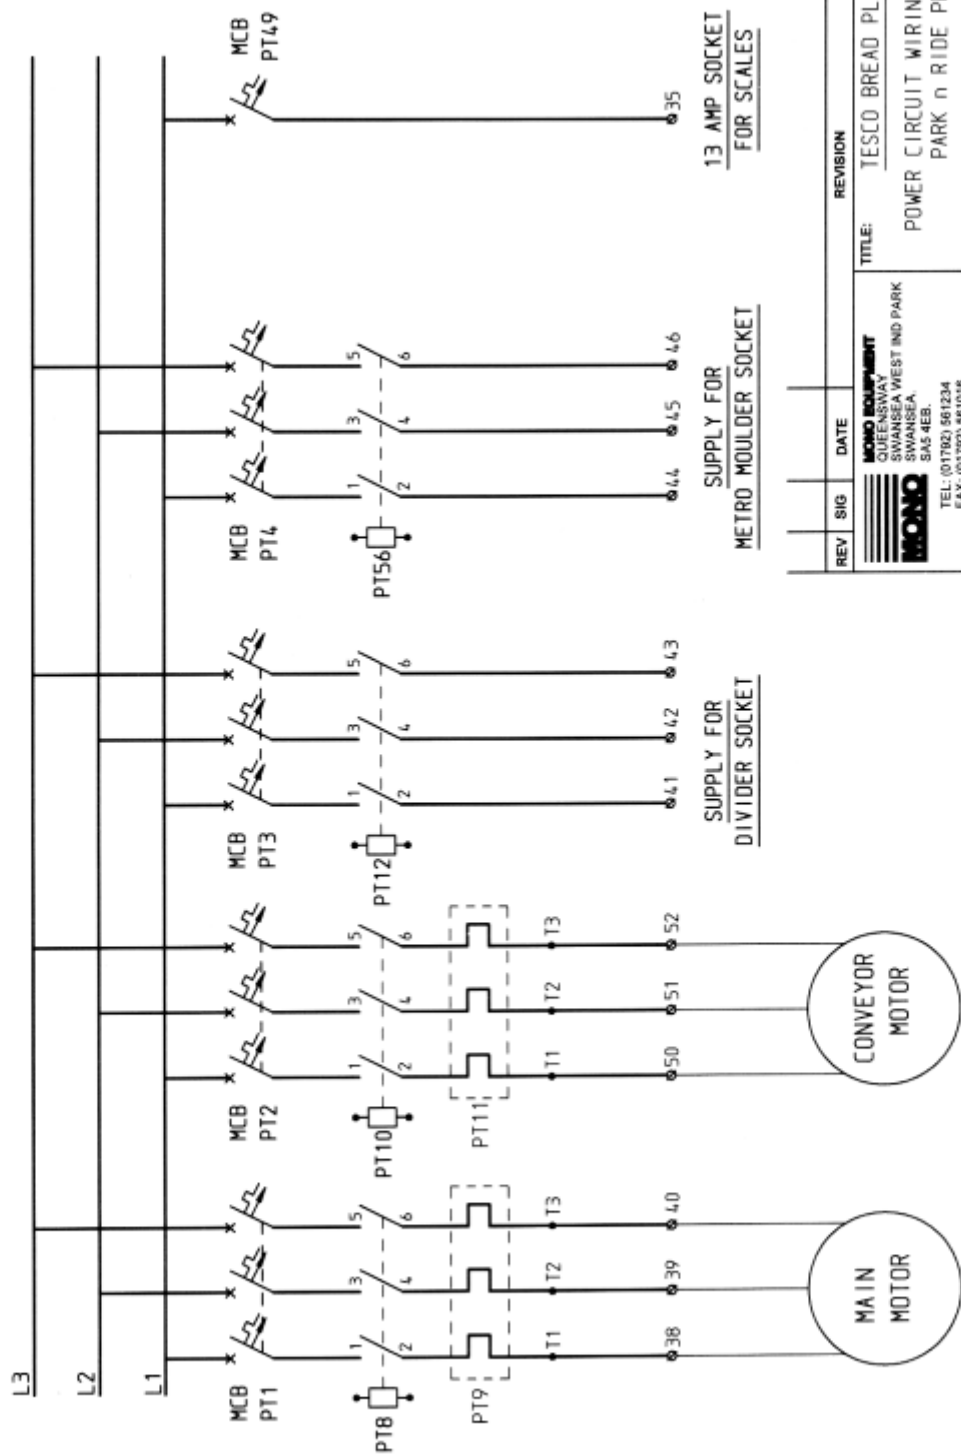 L3
L2
L1
MCB
PT1
MCB
PT2
MCB
PT3
MCB
PT4
MCB
PT49
1 3 5
2 4 6
PT8
1 3 5
2 4 6
PT10
1 3 5
2 4 6
PT12
1 3 5
2 4 6
PT56
PT9
PT11
T1 T2 T3
T1 T2 T3
38 39 40
50 51 52
41 42 43
44 45 46
35
MAIN
MOTOR
CONVEYOR
MOTOR
SUPPLY FOR
DIVIDER SOCKET
SUPPLY FOR
METRO MOULDER SOCKET
13 AMP SOCKET
FOR SCALES
REV SIG DATE REVISION
MONO
MONO EQUIPMENT
QUEENSWAY
SWANSEA WEST IND PARK
SWANSEA.
SA5 4EB.
TEL: (01792) 561234
FAX: (01792) 561016
TITLE:
TESCO BREAD PL
POWER CIRCUIT WIRIN
PARK n RIDE P